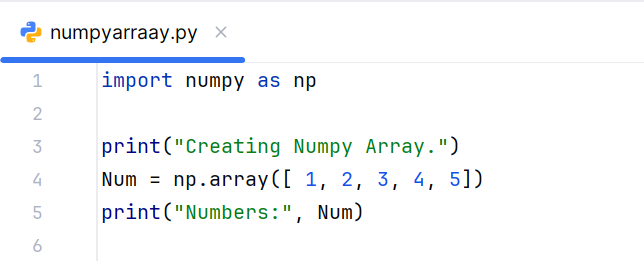 numpyarraay.py
1 import numpy as np
2
3 print("Creating Numpy Array.")
4 Num = np.array([ 1, 2, 3, 4, 5])
5 print("Numbers:", Num)
6